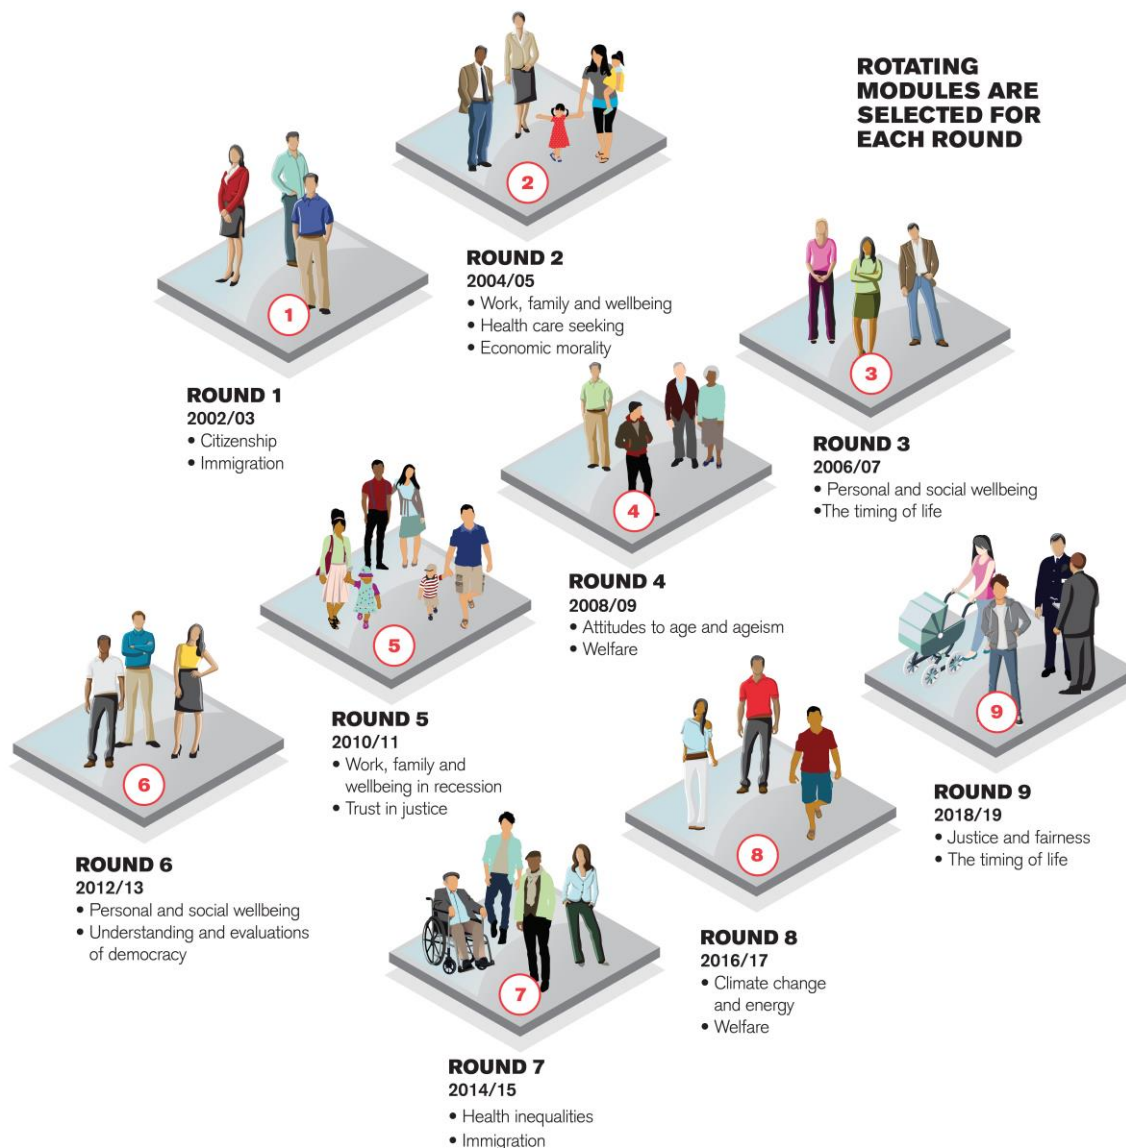 ROTATING
MODULES ARE
SELECTED FOR
EACH ROUND
1
ROUND 1
2002/03
• Citizenship
• Immigration
2
ROUND 2
2004/05
• Work, family and wellbeing
• Health care seeking
• Economic morality
3
ROUND 3
2006/07
• Personal and social wellbeing
•The timing of life
4
ROUND 4
2008/09
• Attitudes to age and ageism
• Welfare
5
ROUND 5
2010/11
• Work, family and
wellbeing in recession
• Trust in justice
6
ROUND 6
2012/13
• Personal and social wellbeing
• Understanding and evaluations
of democracy
7
ROUND 7
2014/15
• Health inequalities
• Immigration
8
ROUND 8
2016/17
• Climate change
and energy
• Welfare
9
ROUND 9
2018/19
• Justice and fairness
• The timing of life